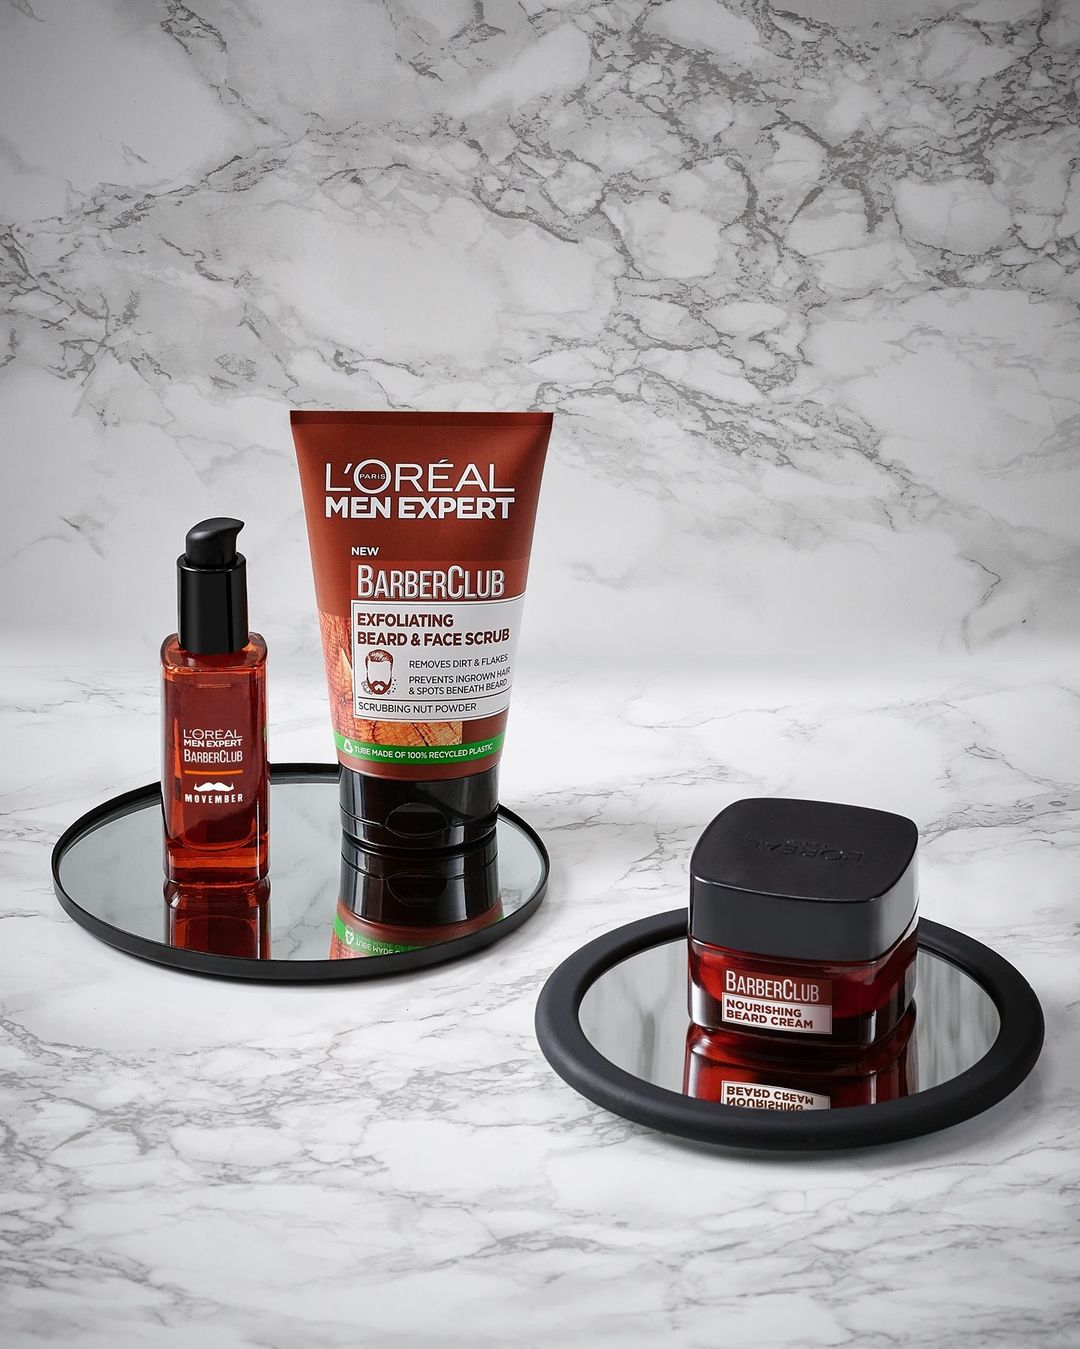 L'ORÉAL
PARIS
MEN EXPERT
NEW
BARBERCLUB
EXFOLIATING
BEARD & FACE SCRUB
REMOVES DIRT & FLAKES
PREVENTS INGROWN HAIR
& SPOTS BENEATH BEARD
SCRUBBING NUT POWDER
TUBE MADE OF 100% RECYCLED PLASTIC
L'ORÉAL
MEN EXPERT
BARBERCLUB
MOVEMBER
L'ORÉAL
PARIS
BARBERCLUB
NOURISHING
BEARD CREAM